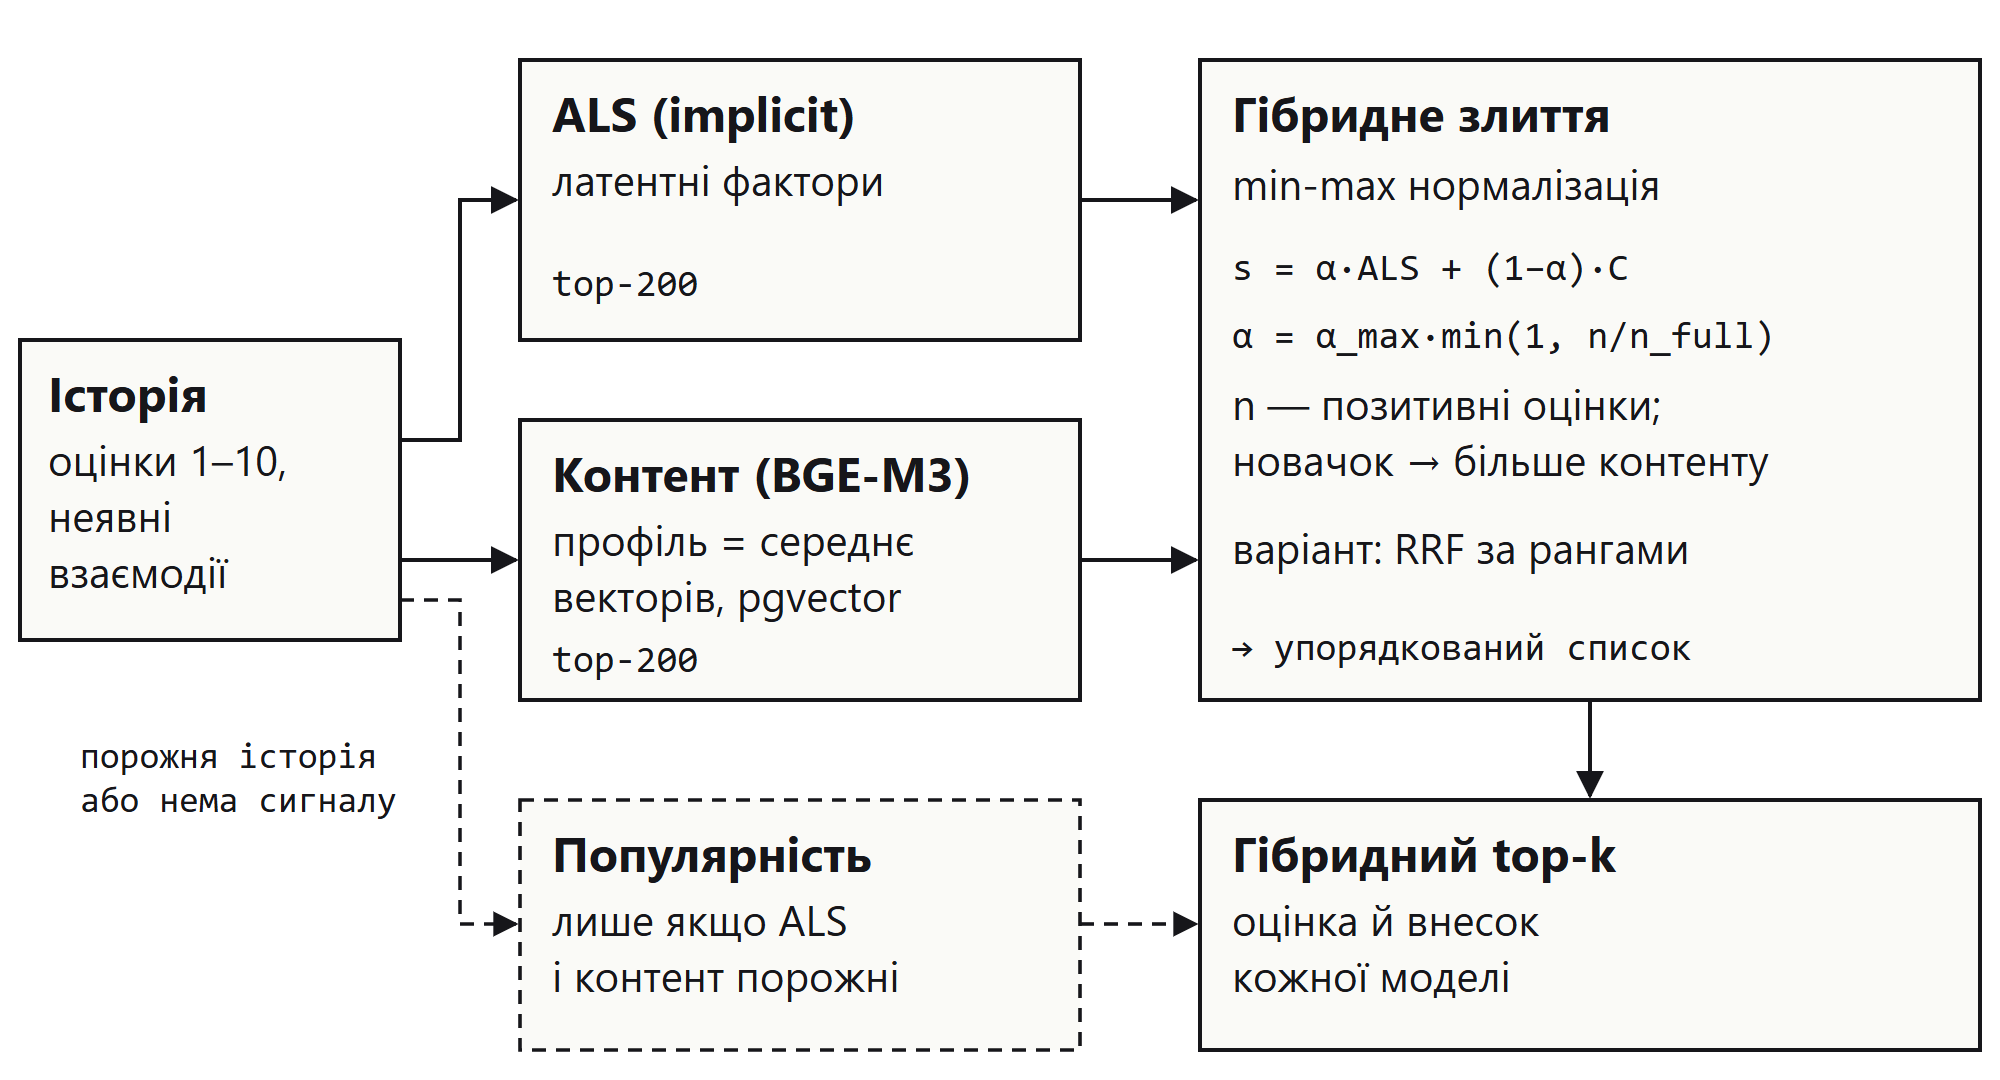 Історія
оцінки 1–10,
неявні
взаємодії
порожня історія
або нема сигналу
ALS (implicit)
латентні фактори
top-200
Контент (BGE-M3)
профіль = середнє
векторів, pgvector
top-200
Популярність
лише якщо ALS
і контент порожні
Гібридне злиття
min-max нормалізація
s = α·ALS + (1−α)·C
α = α_max·min(1, n/n_full)
n — позитивні оцінки;
новачок → більше контенту
варіант: RRF за рангами
→ упорядкований список
Гібридний top-k
оцінка й внесок
кожної моделі